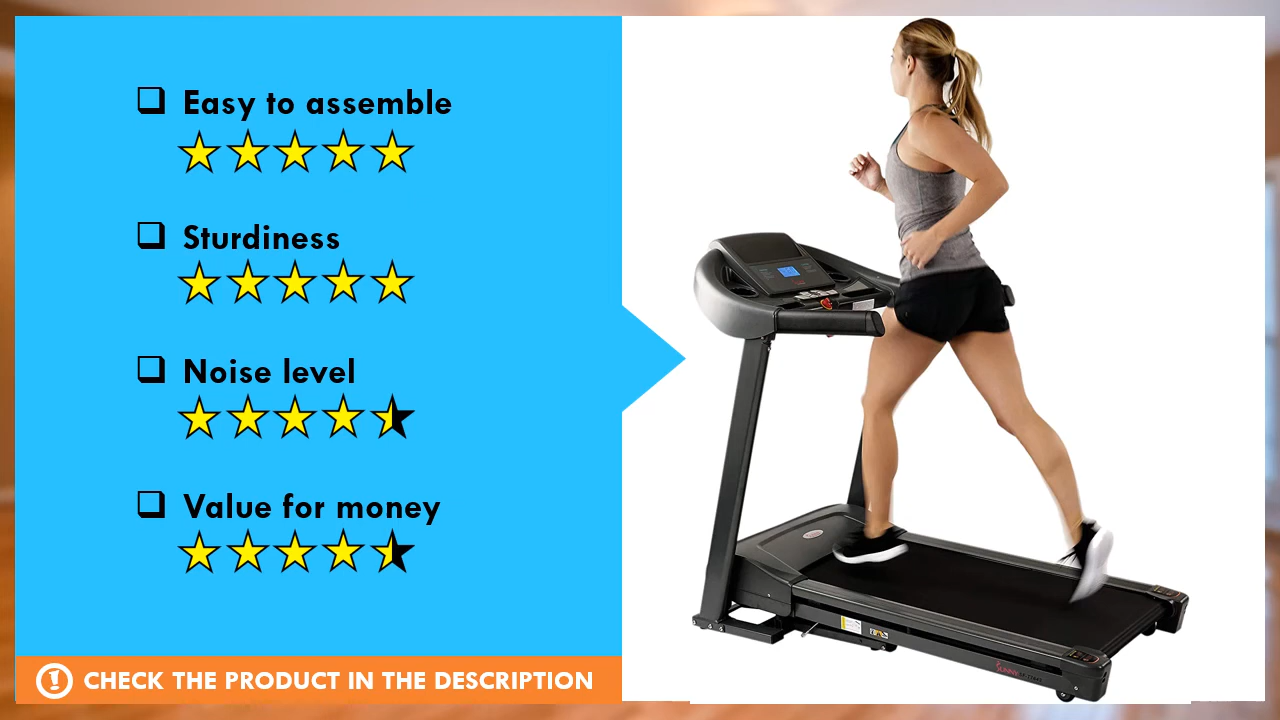 Easy to assemble
Sturdiness
Noise level
Value for money
CHECK THE PRODUCT IN THE DESCRIPTION